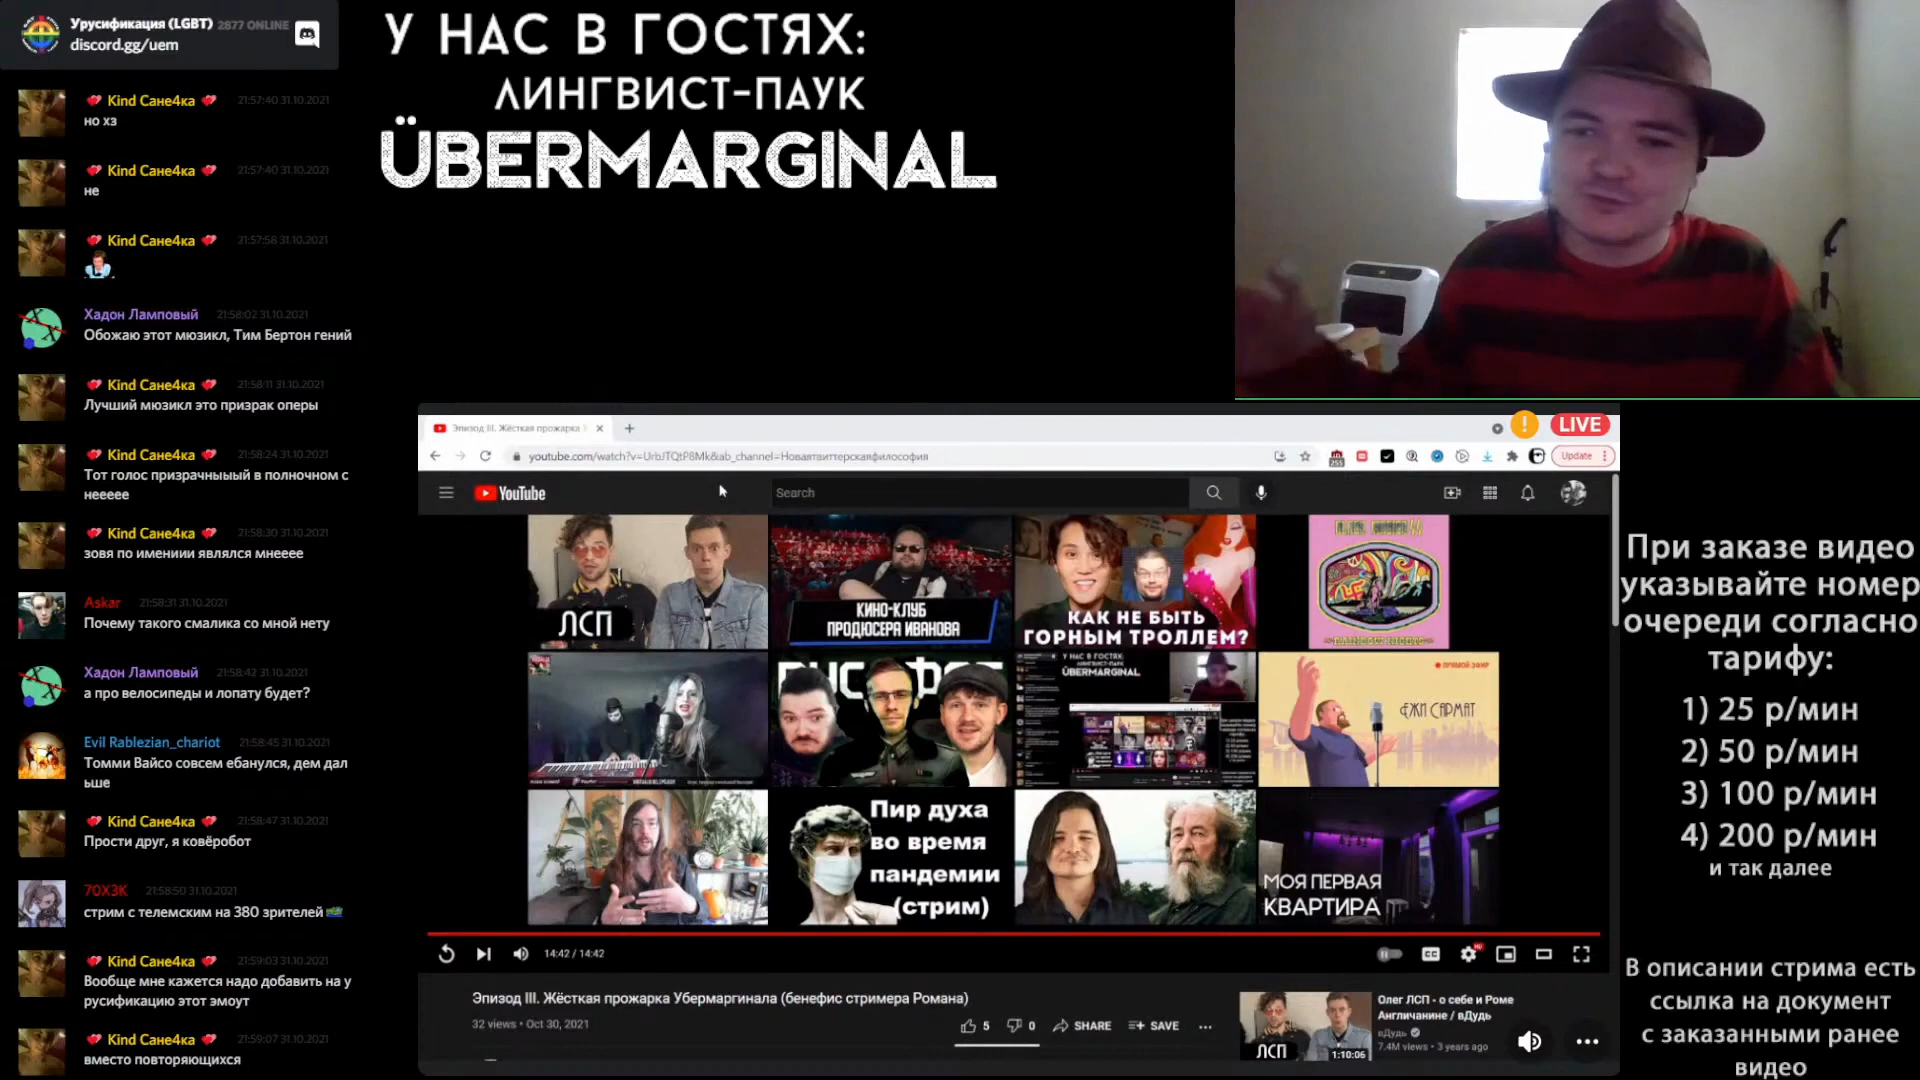 Урусификация (LGBT) 2877 ONLINE
discord.gg/uem
Kind Сане4ка 21:57:40 31.10.2021
но хз
Kind Сане4ка 21:57:40 31.10.2021
не
Kind Сане4ка 21:57:58 31.10.2021
Хадон Ламповый 21:58:02 31.10.2021
Обожаю этот мюзикл, Тим Бертон гений
Kind Сане4ка 21:58:11 31.10.2021
Лучший мюзикл это призрак оперы
Kind Сане4ка 21:58:24 31.10.2021
Тот голос призрачныыый в полночном с
неееее
Kind Сане4ка 21:58:30 31.10.2021
зовя по имениии являлся мнееее
Askar 21:58:31 31.10.2021
Почему такого смалика со мной нету
Хадон Ламповый 21:58:42 31.10.2021
а про велосипеды и лопату будет?
Evil Rablezian_chariot 21:58:45 31.10.2021
Томми Вайсо совсем ебанулся, дем дал
ьше
Kind Сане4ка 21:58:47 31.10.2021
Прости друг, я ковёробот
70X3K 21:58:50 31.10.2021
стрим с телемским на 380 зрителей
Kind Сане4ка 21:59:03 31.10.2021
Вообще мне кажется надо добавить на у
русификацию этот эмоут
Kind Сане4ка 21:59:07 31.10.2021
вместо повторяющихся
У НАС В ГОСТЯХ:
ЛИНГВИСТ-ПАУК
ÜBERMARGINAL
Эпизод III. Жёсткая прожарка
LIVE
youtube.com/watch?v=UrbJTQtP8Mk&ab_channel=Новаятвиттерскаяфилософия
Update
YouTube
Search
ЛСП
КИНО-КЛУБ
ПРОДЮСЕРА ИВАНОВА
КАК НЕ БЫТЬ
ГОРНЫМ ТРОЛЛЕМ?
У НАС В ГОСТЯХ:
ЛИНГВИСТ-ПАУК
ÜBERMARGINAL
ПРЯМОЙ ЭФИР
ЕЖИ САРМАТ
Пир духа
во время
пандемии
(стрим)
МОЯ ПЕРВАЯ
КВАРТИРА
14:42 / 14:42
Эпизод III. Жёсткая прожарка Убермаргинала (бенефис стримера Романа)
32 views • Oct 30, 2021
5 0 SHARE SAVE
ЛСП
1:10:06
Олег ЛСП - о себе и Роме
Англичанине / вДудь
вДудь
7.4M views • 3 years ago
При заказе видео
указывайте номер
очереди согласно
тарифу:
1) 25 р/мин
2) 50 р/мин
3) 100 р/мин
4) 200 р/мин
и так далее
В описании стрима есть
ссылка на документ
с заказанными ранее
видео